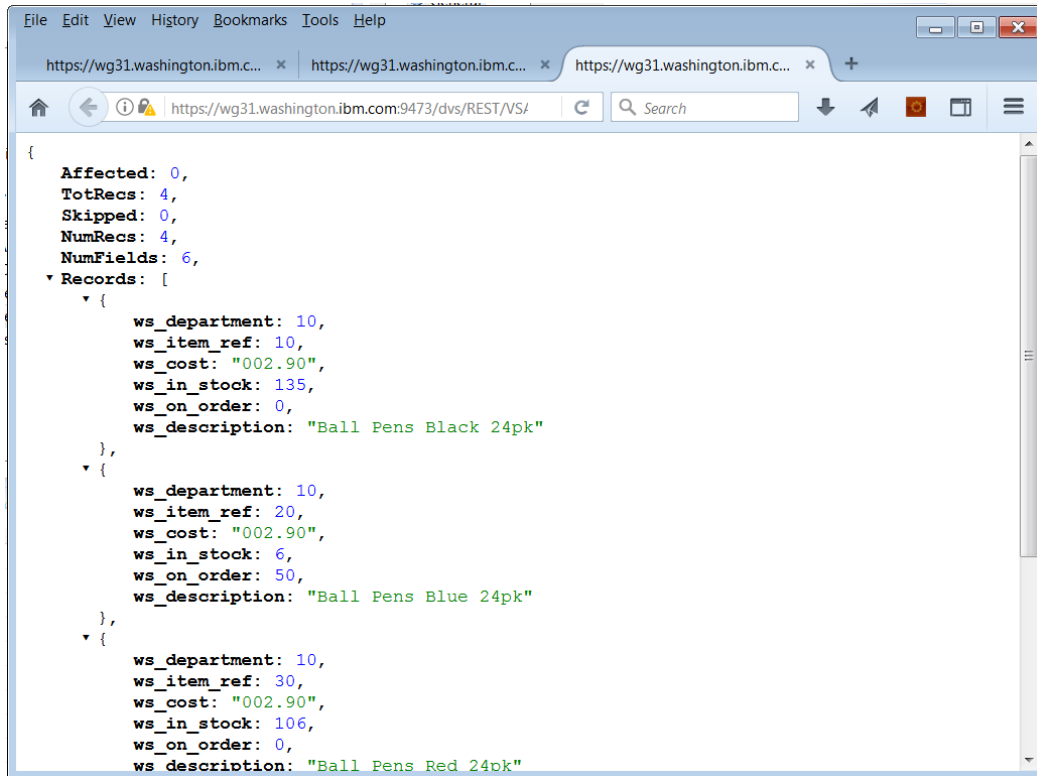 File Edit View History Bookmarks Tools Help
https://wg31.washington.ibm.c... × https://wg31.washington.ibm.c... × https://wg31.washington.ibm.c... × +
https://wg31.washington.ibm.com:9473/dvs/REST/VSA Search
{
Affected: 0,
TotRecs: 4,
Skipped: 0,
NumRecs: 4,
NumFields: 6,
Records: [
{
ws_department: 10,
ws_item_ref: 10,
ws_cost: "002.90",
ws_in_stock: 135,
ws_on_order: 0,
ws_description: "Ball Pens Black 24pk"
},
{
ws_department: 10,
ws_item_ref: 20,
ws_cost: "002.90",
ws_in_stock: 6,
ws_on_order: 50,
ws_description: "Ball Pens Blue 24pk"
},
{
ws_department: 10,
ws_item_ref: 30,
ws_cost: "002.90",
ws_in_stock: 106,
ws_on_order: 0,
ws_description: "Ball Pens Red 24pk"